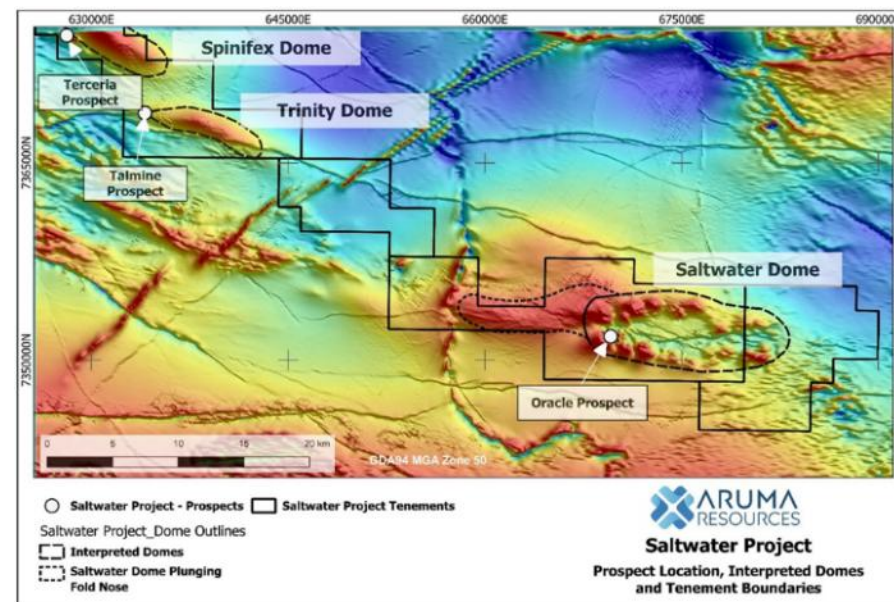 630000E 645000E 660000E 675000E 690000E
Spinifex Dome
Terceria
Prospect
Trinity Dome
7365000N
Talmine
Prospect
Saltwater Dome
7350000N
Oracle Prospect
0 5 10 15 20 km
GDA94 MGA Zone 50
Saltwater Project - Prospects Saltwater Project Tenements
Saltwater Project_Dome Outlines
Interpreted Domes
Saltwater Dome Plunging
Fold Nose
ARUMA
RESOURCES
Saltwater Project
Prospect Location, Interpreted Domes
and Tenement Boundaries